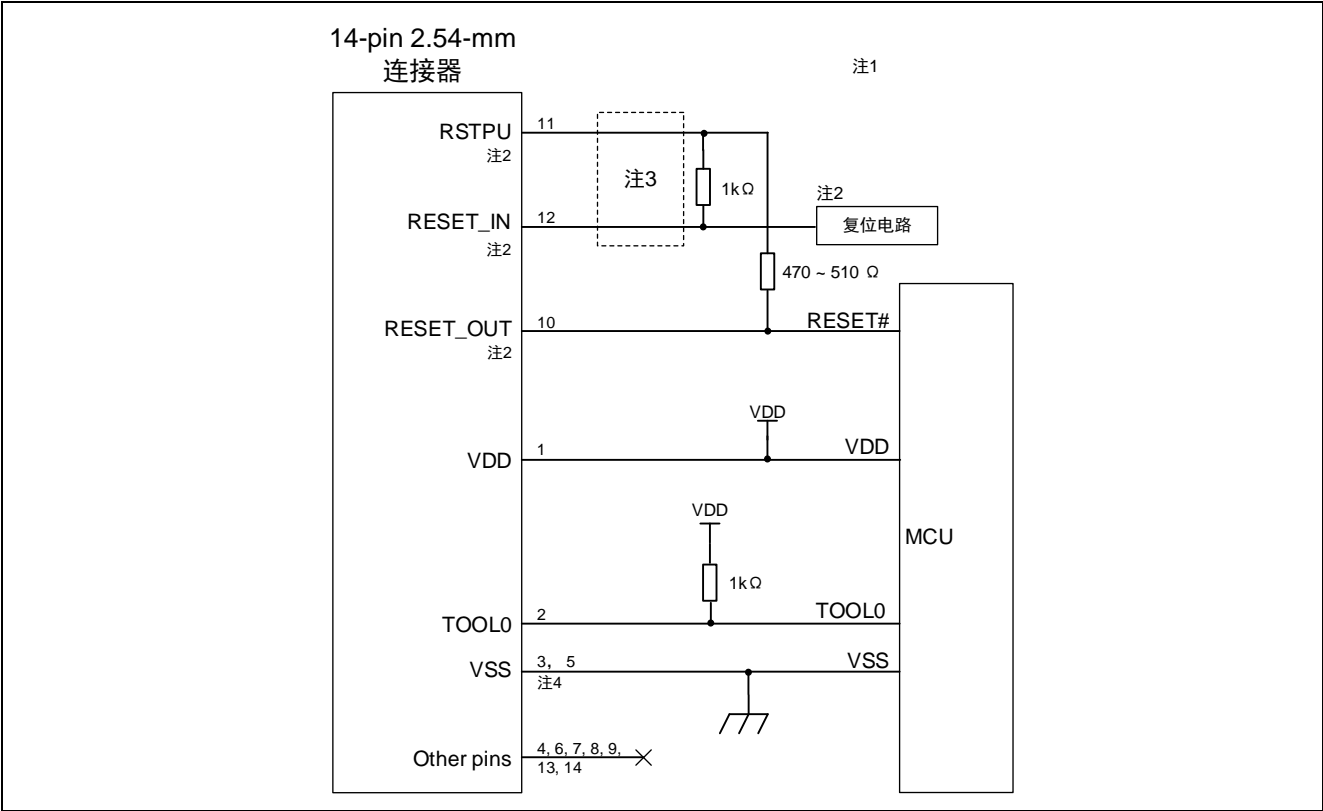 14-pin 2.54-mm
连接器
注1
RSTPU
11
注2
注3
1kΩ
RESET_IN
12
注2
注2
复位电路
470 ~ 510 Ω
RESET_OUT
10
注2
RESET#
VDD
VDD
1
VDD
VDD
1kΩ
MCU
TOOL0
2
TOOL0
VSS
3， 5
注4
VSS
Other pins
4, 6, 7, 8, 9,
13, 14